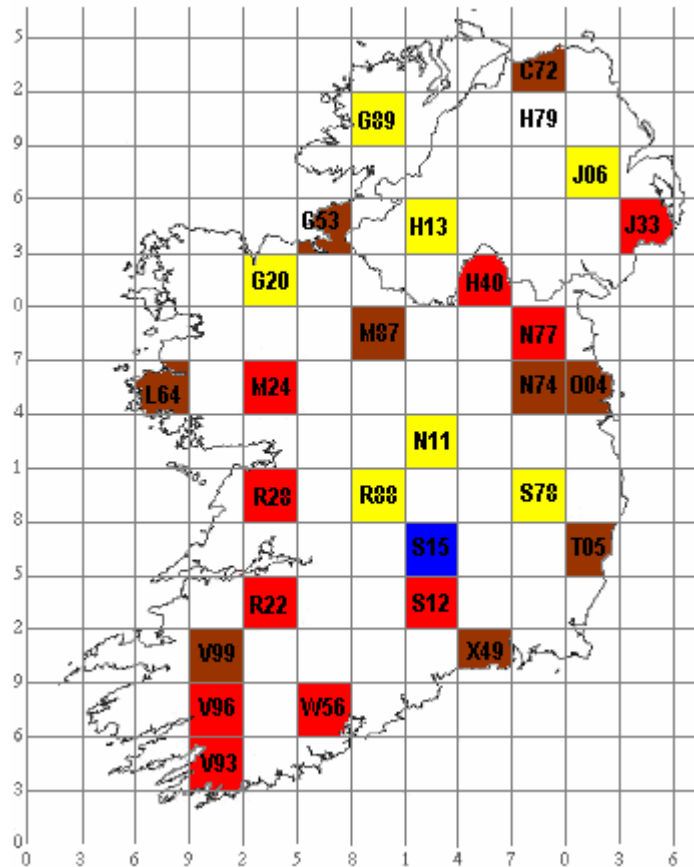 5
C72
2
G89 H79
9
J06
6
G53 H13 J33
3
G20 H40
0
M87 N77
7
L64 M24 N74 O04
4
N11
1
R28 R88 S78
8
S15 T05
5
R22 S12
2
V99 X49
9
V96 W56
6
V93
3
0
0 3 6 9 2 5 8 1 4 7 0 3 6